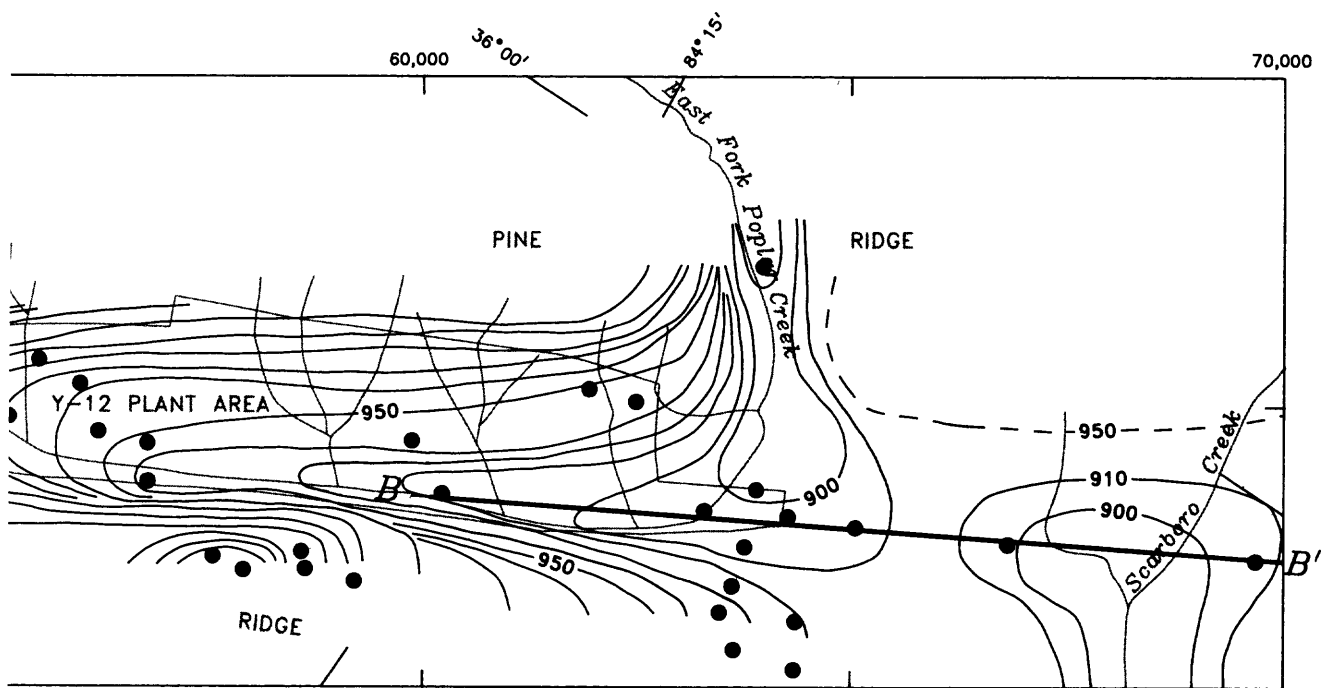 36°00'
84°15'
60,000
70,000
East Fork Poplar Creek
PINE
RIDGE
Y-12 PLANT AREA
950
950
Creek
910
B
900
900
Scarboro
950
B'
RIDGE